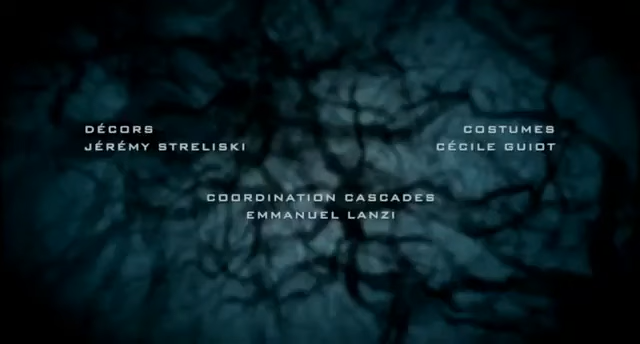 DÉCORS
JÉRÉMY STRELISKI
COSTUMES
CÉCILE GUIOT
COORDINATION CASCADES
EMMANUEL LANZI